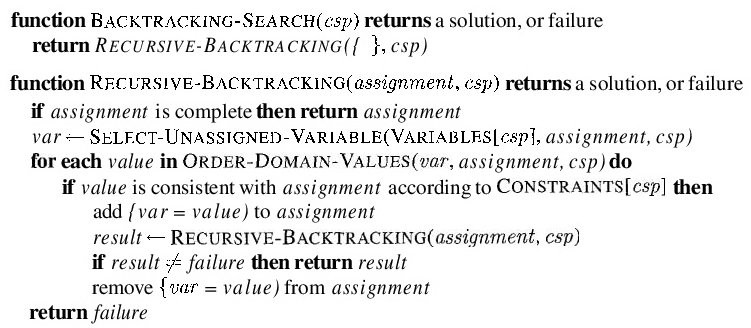 function BACKTRACKING-SEARCH(csp) returns a solution, or failure
return RECURSIVE-BACKTRACKING({ }, csp)
function RECURSIVE-BACKTRACKING(assignment, csp) returns a solution, or failure
if assignment is complete then return assignment
var ← SELECT-UNASSIGNED-VARIABLE(VARIABLES[csp], assignment, csp)
for each value in ORDER-DOMAIN-VALUES(var, assignment, csp) do
if value is consistent with assignment according to CONSTRAINTS[csp] then
add {var = value) to assignment
result ← RECURSIVE-BACKTRACKING(assignment, csp)
if result ≠ failure then return result
remove {var = value) from assignment
return failure